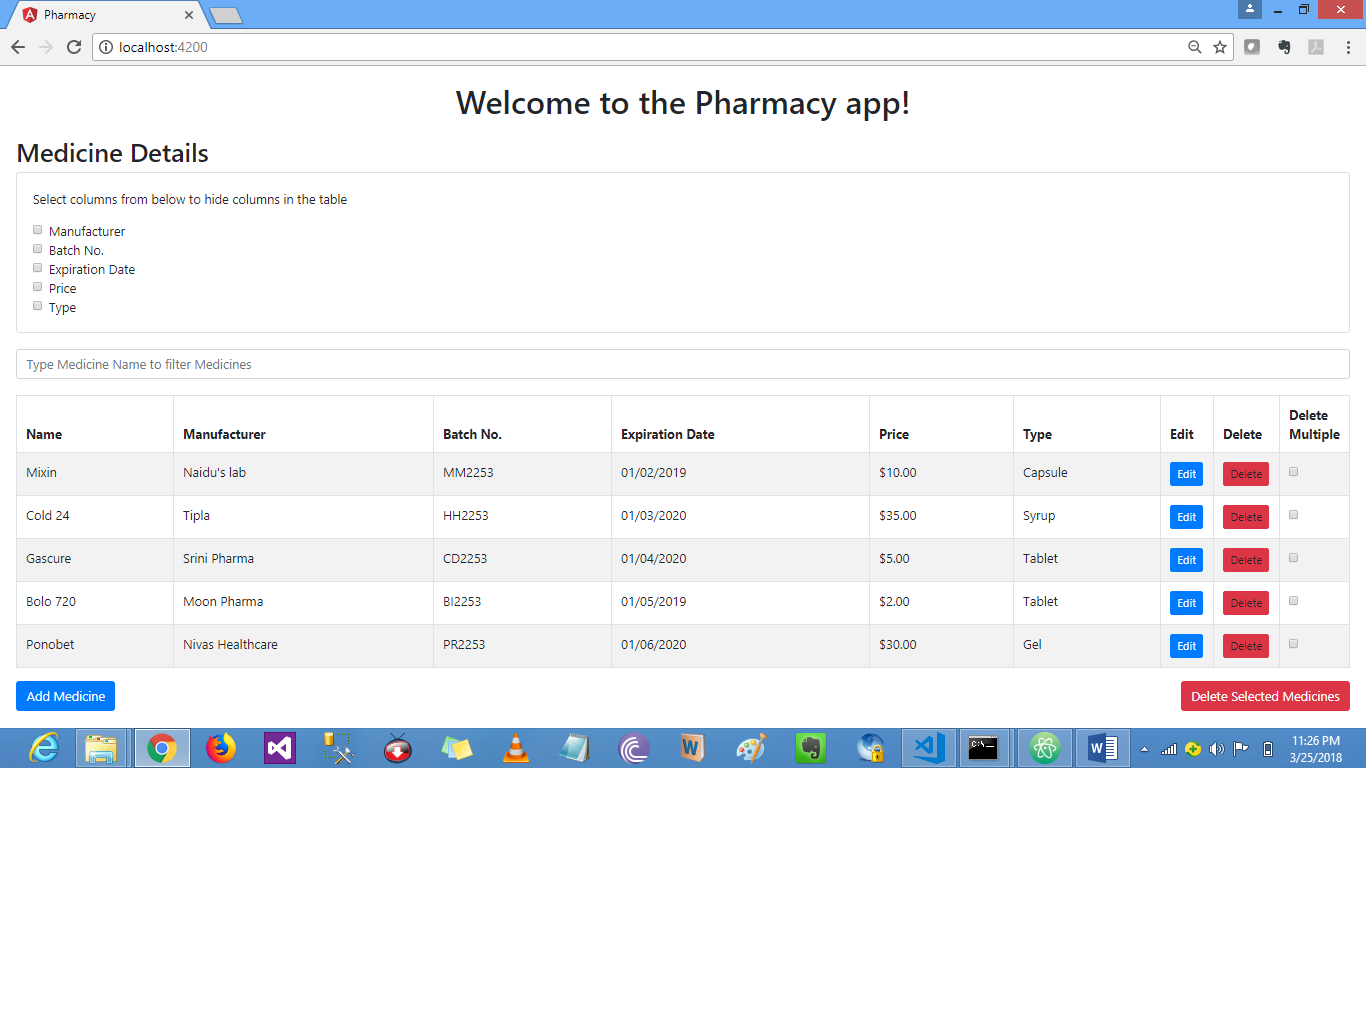 Pharmacy
localhost:4200
Welcome to the Pharmacy app!
Medicine Details
Select columns from below to hide columns in the table
Manufacturer
Batch No.
Expiration Date
Price
Type
Type Medicine Name to filter Medicines
Name Manufacturer Batch No. Expiration Date Price Type Edit Delete Delete Multiple
Mixin Naidu's lab MM2253 01/02/2019 $10.00 Capsule Edit Delete
Cold 24 Tipla HH2253 01/03/2020 $35.00 Syrup Edit Delete
Gascure Srini Pharma CD2253 01/04/2020 $5.00 Tablet Edit Delete
Bolo 720 Moon Pharma BI2253 01/05/2019 $2.00 Tablet Edit Delete
Ponobet Nivas Healthcare PR2253 01/06/2020 $30.00 Gel Edit Delete
Add Medicine Delete Selected Medicines
11:26 PM
3/25/2018